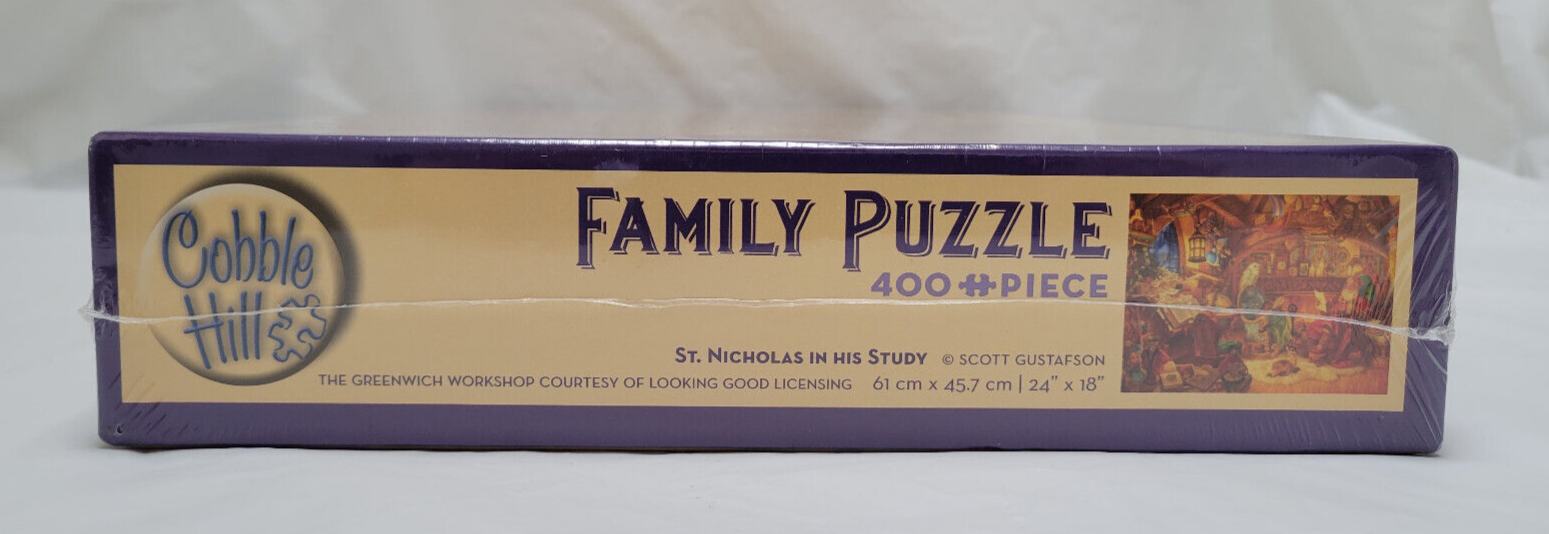 Cobble
Hill
FAMILY PUZZLE
400 PIECE
ST. NICHOLAS IN HIS STUDY © SCOTT GUSTAFSON
THE GREENWICH WORKSHOP COURTESY OF LOOKING GOOD LICENSING 61 cm x 45.7 cm | 24" x 18"